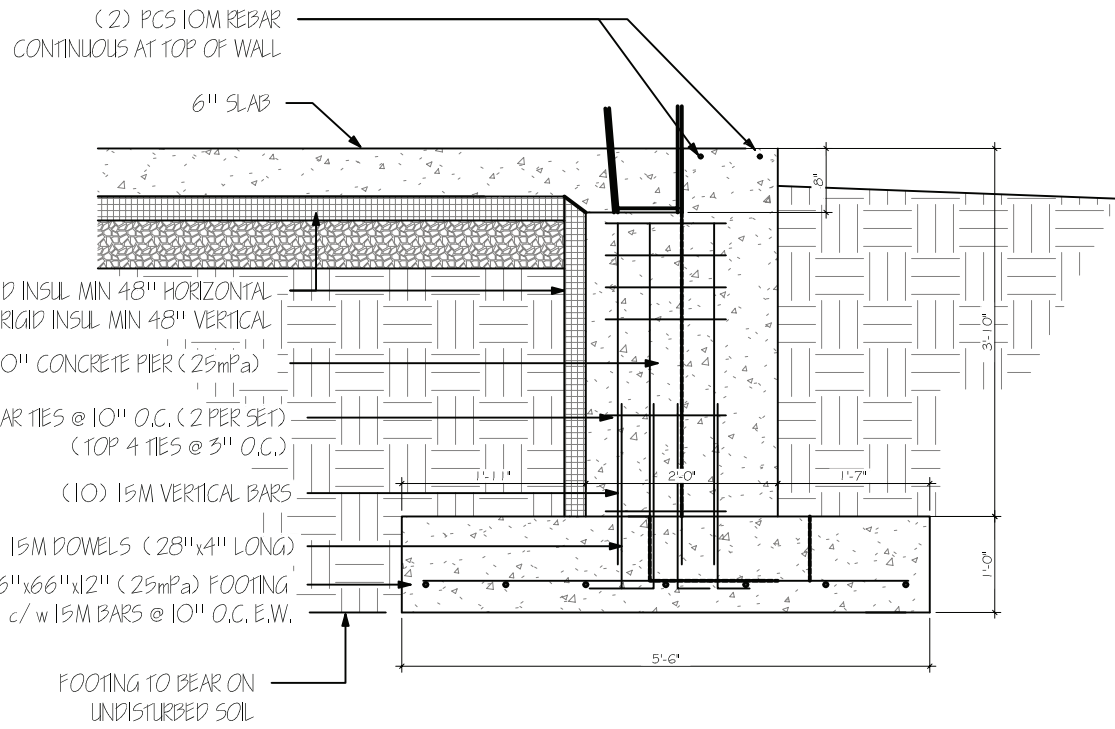 (2) PCS 10M REBAR
CONTINUOUS AT TOP OF WALL
6" SLAB
8"
D INSUL MIN 48" HORIZONTAL
RIGID INSUL MIN 48" VERTICAL
3'-10"
0" CONCRETE PIER (25mPa)
AR TIES @ 10" O.C. (2 PER SET)
(TOP 4 TIES @ 3" O.C.)
1'-11"
2'-0"
1'-7"
(10) 15M VERTICAL BARS
15M DOWELS (28"x4" LONG)
1'-0"
6"x66"x12" (25mPa) FOOTING
c/w 15M BARS @ 10" O.C. E.W.
5'-6"
FOOTING TO BEAR ON
UNDISTURBED SOIL